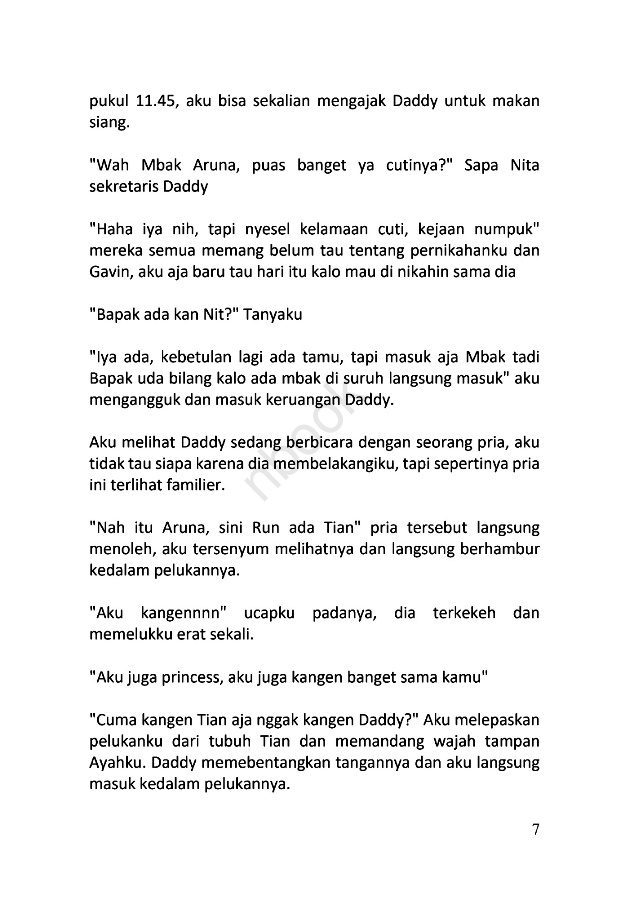 pukul 11.45, aku bisa sekalian mengajak Daddy untuk makan
siang.
"Wah Mbak Aruna, puas banget ya cutinya?" Sapa Nita
sekretaris Daddy
"Haha iya nih, tapi nyesel kelamaan cuti, kejaan numpuk"
mereka semua memang belum tau tentang pernikahanku dan
Gavin, aku aja baru tau hari itu kalo mau di nikahin sama dia
"Bapak ada kan Nit?" Tanyaku
"Iya ada, kebetulan lagi ada tamu, tapi masuk aja Mbak tadi
Bapak uda bilang kalo ada mbak di suruh langsung masuk" aku
mengangguk dan masuk keruangan Daddy.
Aku melihat Daddy sedang berbicara dengan seorang pria, aku
tidak tau siapa karena dia membelakangiku, tapi sepertinya pria
ini terlihat familier.
"Nah itu Aruna, sini Run ada Tian" pria tersebut langsung
menoleh, aku tersenyum melihatnya dan langsung berhambur
kedalam pelukannya.
"Aku kangennnn" ucapku padanya, dia terkekeh dan
memelukku erat sekali.
"Aku juga princess, aku juga kangen banget sama kamu"
"Cuma kangen Tian aja nggak kangen Daddy?" Aku melepaskan
pelukanku dari tubuh Tian dan memandang wajah tampan
Ayahku. Daddy memebentangkan tangannya dan aku langsung
masuk kedalam pelukannya.
nbook
7